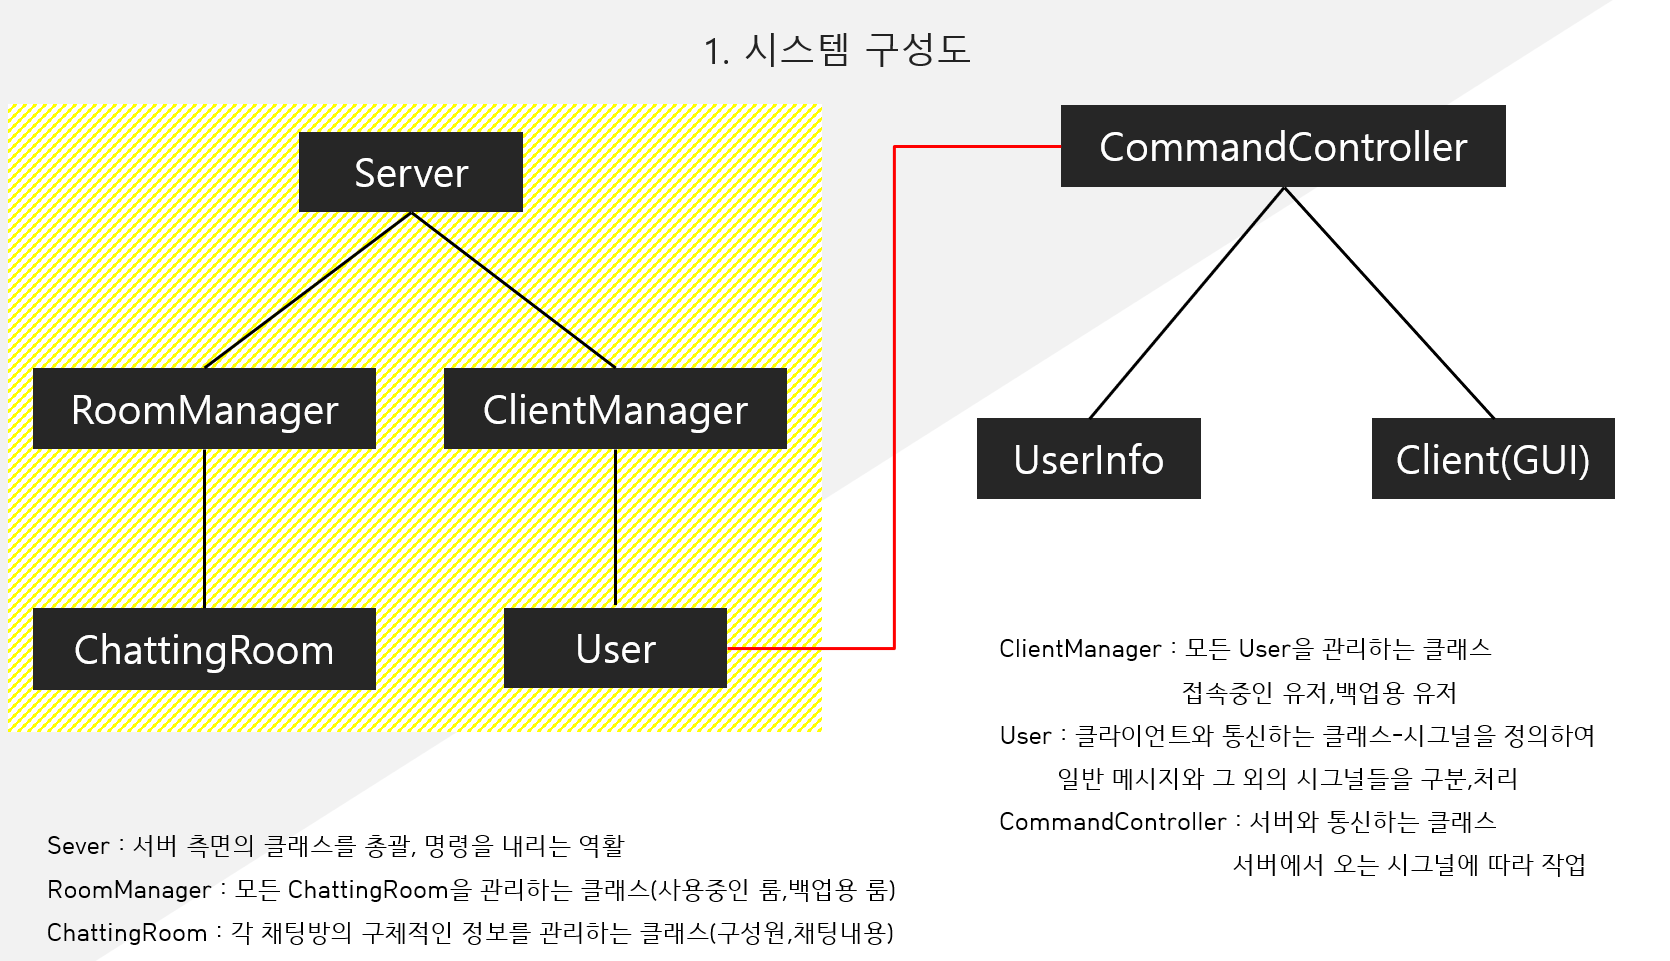 1. 시스템 구성도
Server
CommandController
RoomManager
ClientManager
UserInfo
Client(GUI)
ChattingRoom
User
ClientManager : 모든 User을 관리하는 클래스
접속중인 유저,백업용 유저
User : 클라이언트와 통신하는 클래스-시그널을 정의하여
일반 메시지와 그 외의 시그널들을 구분,처리
CommandController : 서버와 통신하는 클래스
서버에서 오는 시그널에 따라 작업
Sever : 서버 측면의 클래스를 총괄, 명령을 내리는 역활
RoomManager : 모든 ChattingRoom을 관리하는 클래스(사용중인 룸,백업용 룸)
ChattingRoom : 각 채팅방의 구체적인 정보를 관리하는 클래스(구성원,채팅내용)